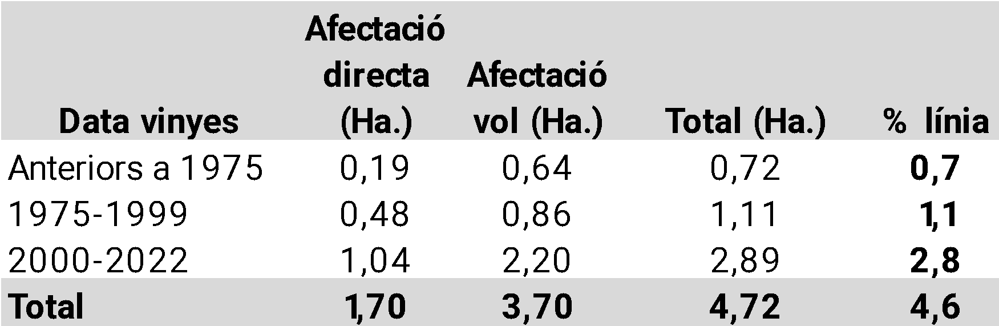 Afectació
directa Afectació
Data vinyes (Ha.) vol (Ha.) Total (Ha.) % línia
Anteriors a 1975 0,19 0,64 0,72 0,7
1975-1999 0,48 0,86 1,11 1,1
2000-2022 1,04 2,20 2,89 2,8
Total 1,70 3,70 4,72 4,6